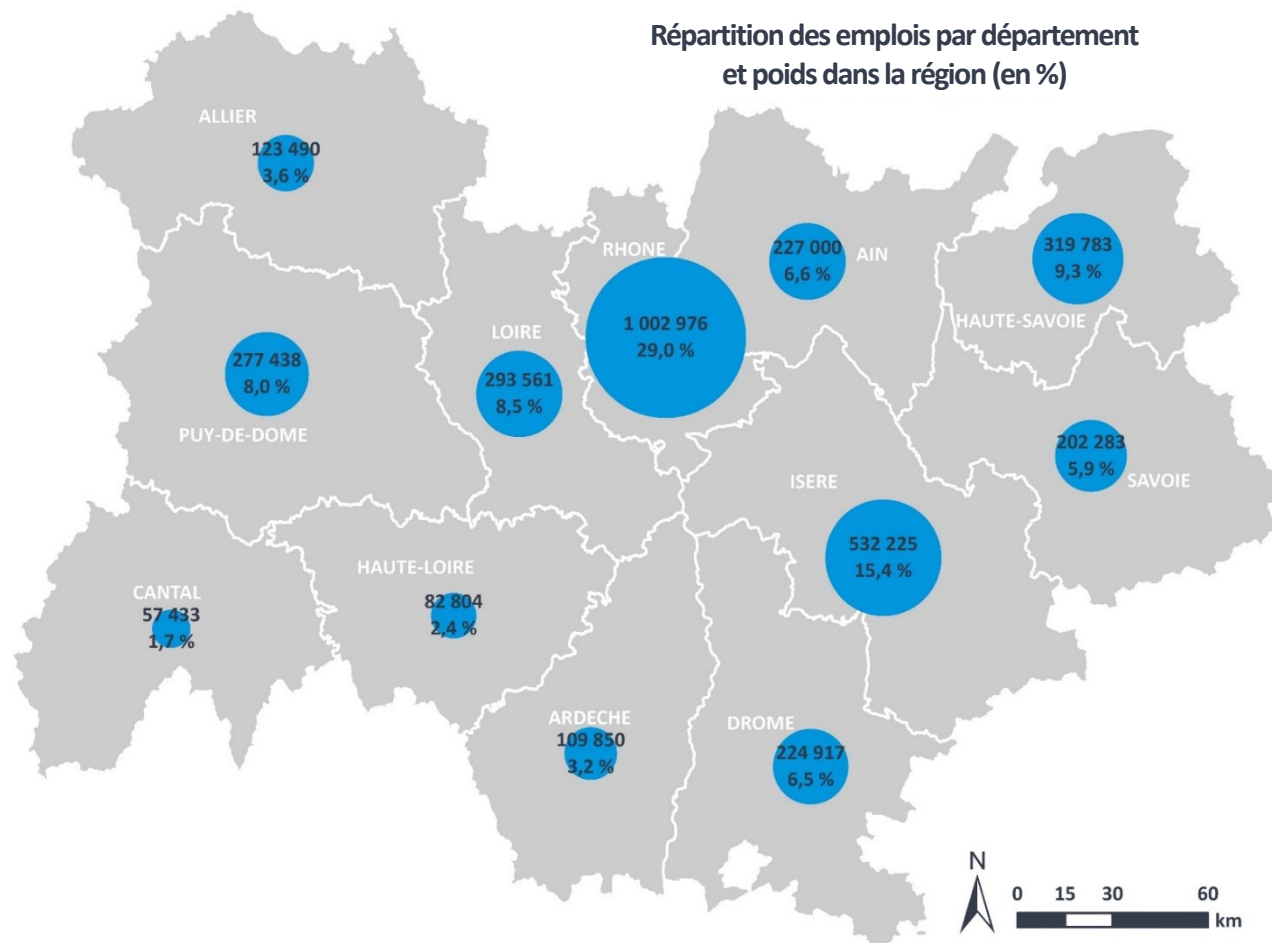 Répartition des emplois par département
et poids dans la région (en %)
ALLIER
123 490
3,6 %
RHONE
1 002 976
29,0 %
227 000
6,6 %
AIN
319 783
9,3 %
HAUTE-SAVOIE
LOIRE
293 561
8,5 %
277 438
8,0 %
PUY-DE-DOME
202 283
5,9 %
SAVOIE
ISERE
532 225
15,4 %
HAUTE-LOIRE
82 804
2,4 %
CANTAL
57 433
1,7 %
ARDECHE
109 850
3,2 %
DROME
224 917
6,5 %
N
0 15 30 60
km